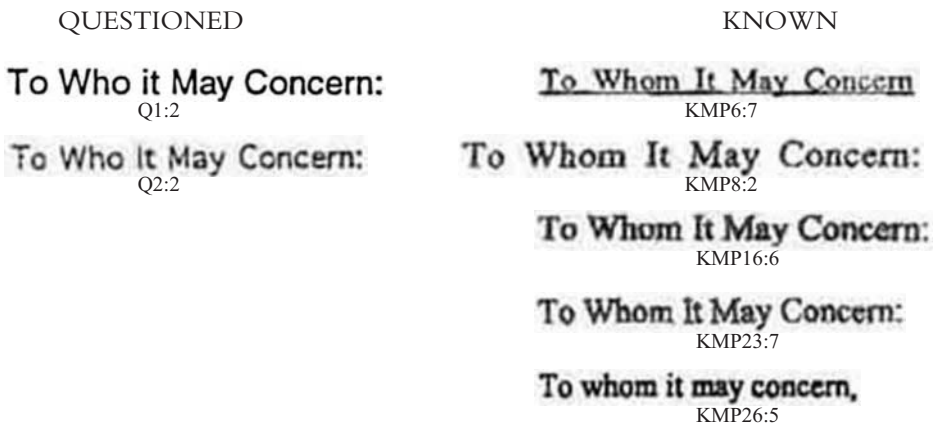 QUESTIONED
To Who it May Concern:
Q1:2
To Who It May Concern:
Q2:2
KNOWN
To Whom It May Concern
KMP6:7
To Whom It May Concern:
KMP8:2
To Whom It May Concern:
KMP16:6
To Whom It May Concern:
KMP23:7
To whom it may concern,
KMP26:5